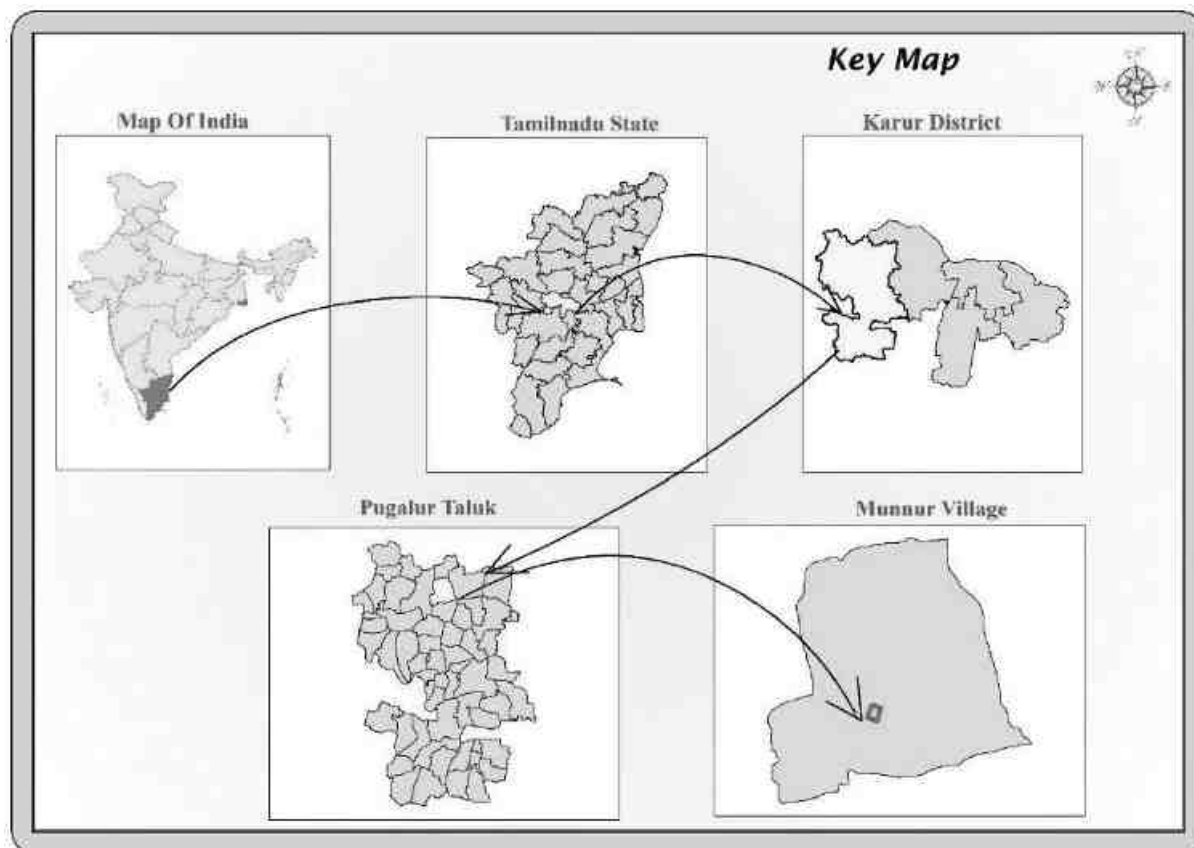 Key Map
N
W
E
S
Map Of India
Tamilnadu State
Karur District
Pugalur Taluk
Munnur Village